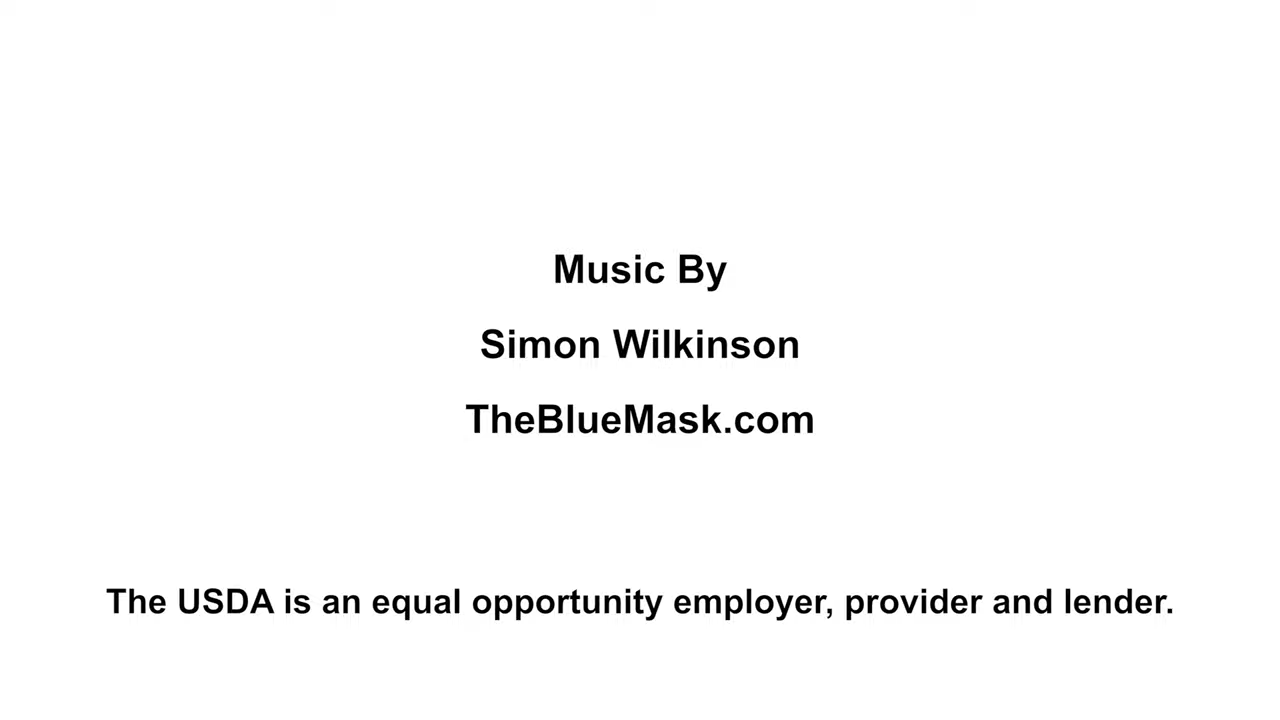 Music By
Simon Wilkinson
TheBlueMask.com
The USDA is an equal opportunity employer, provider and lender.